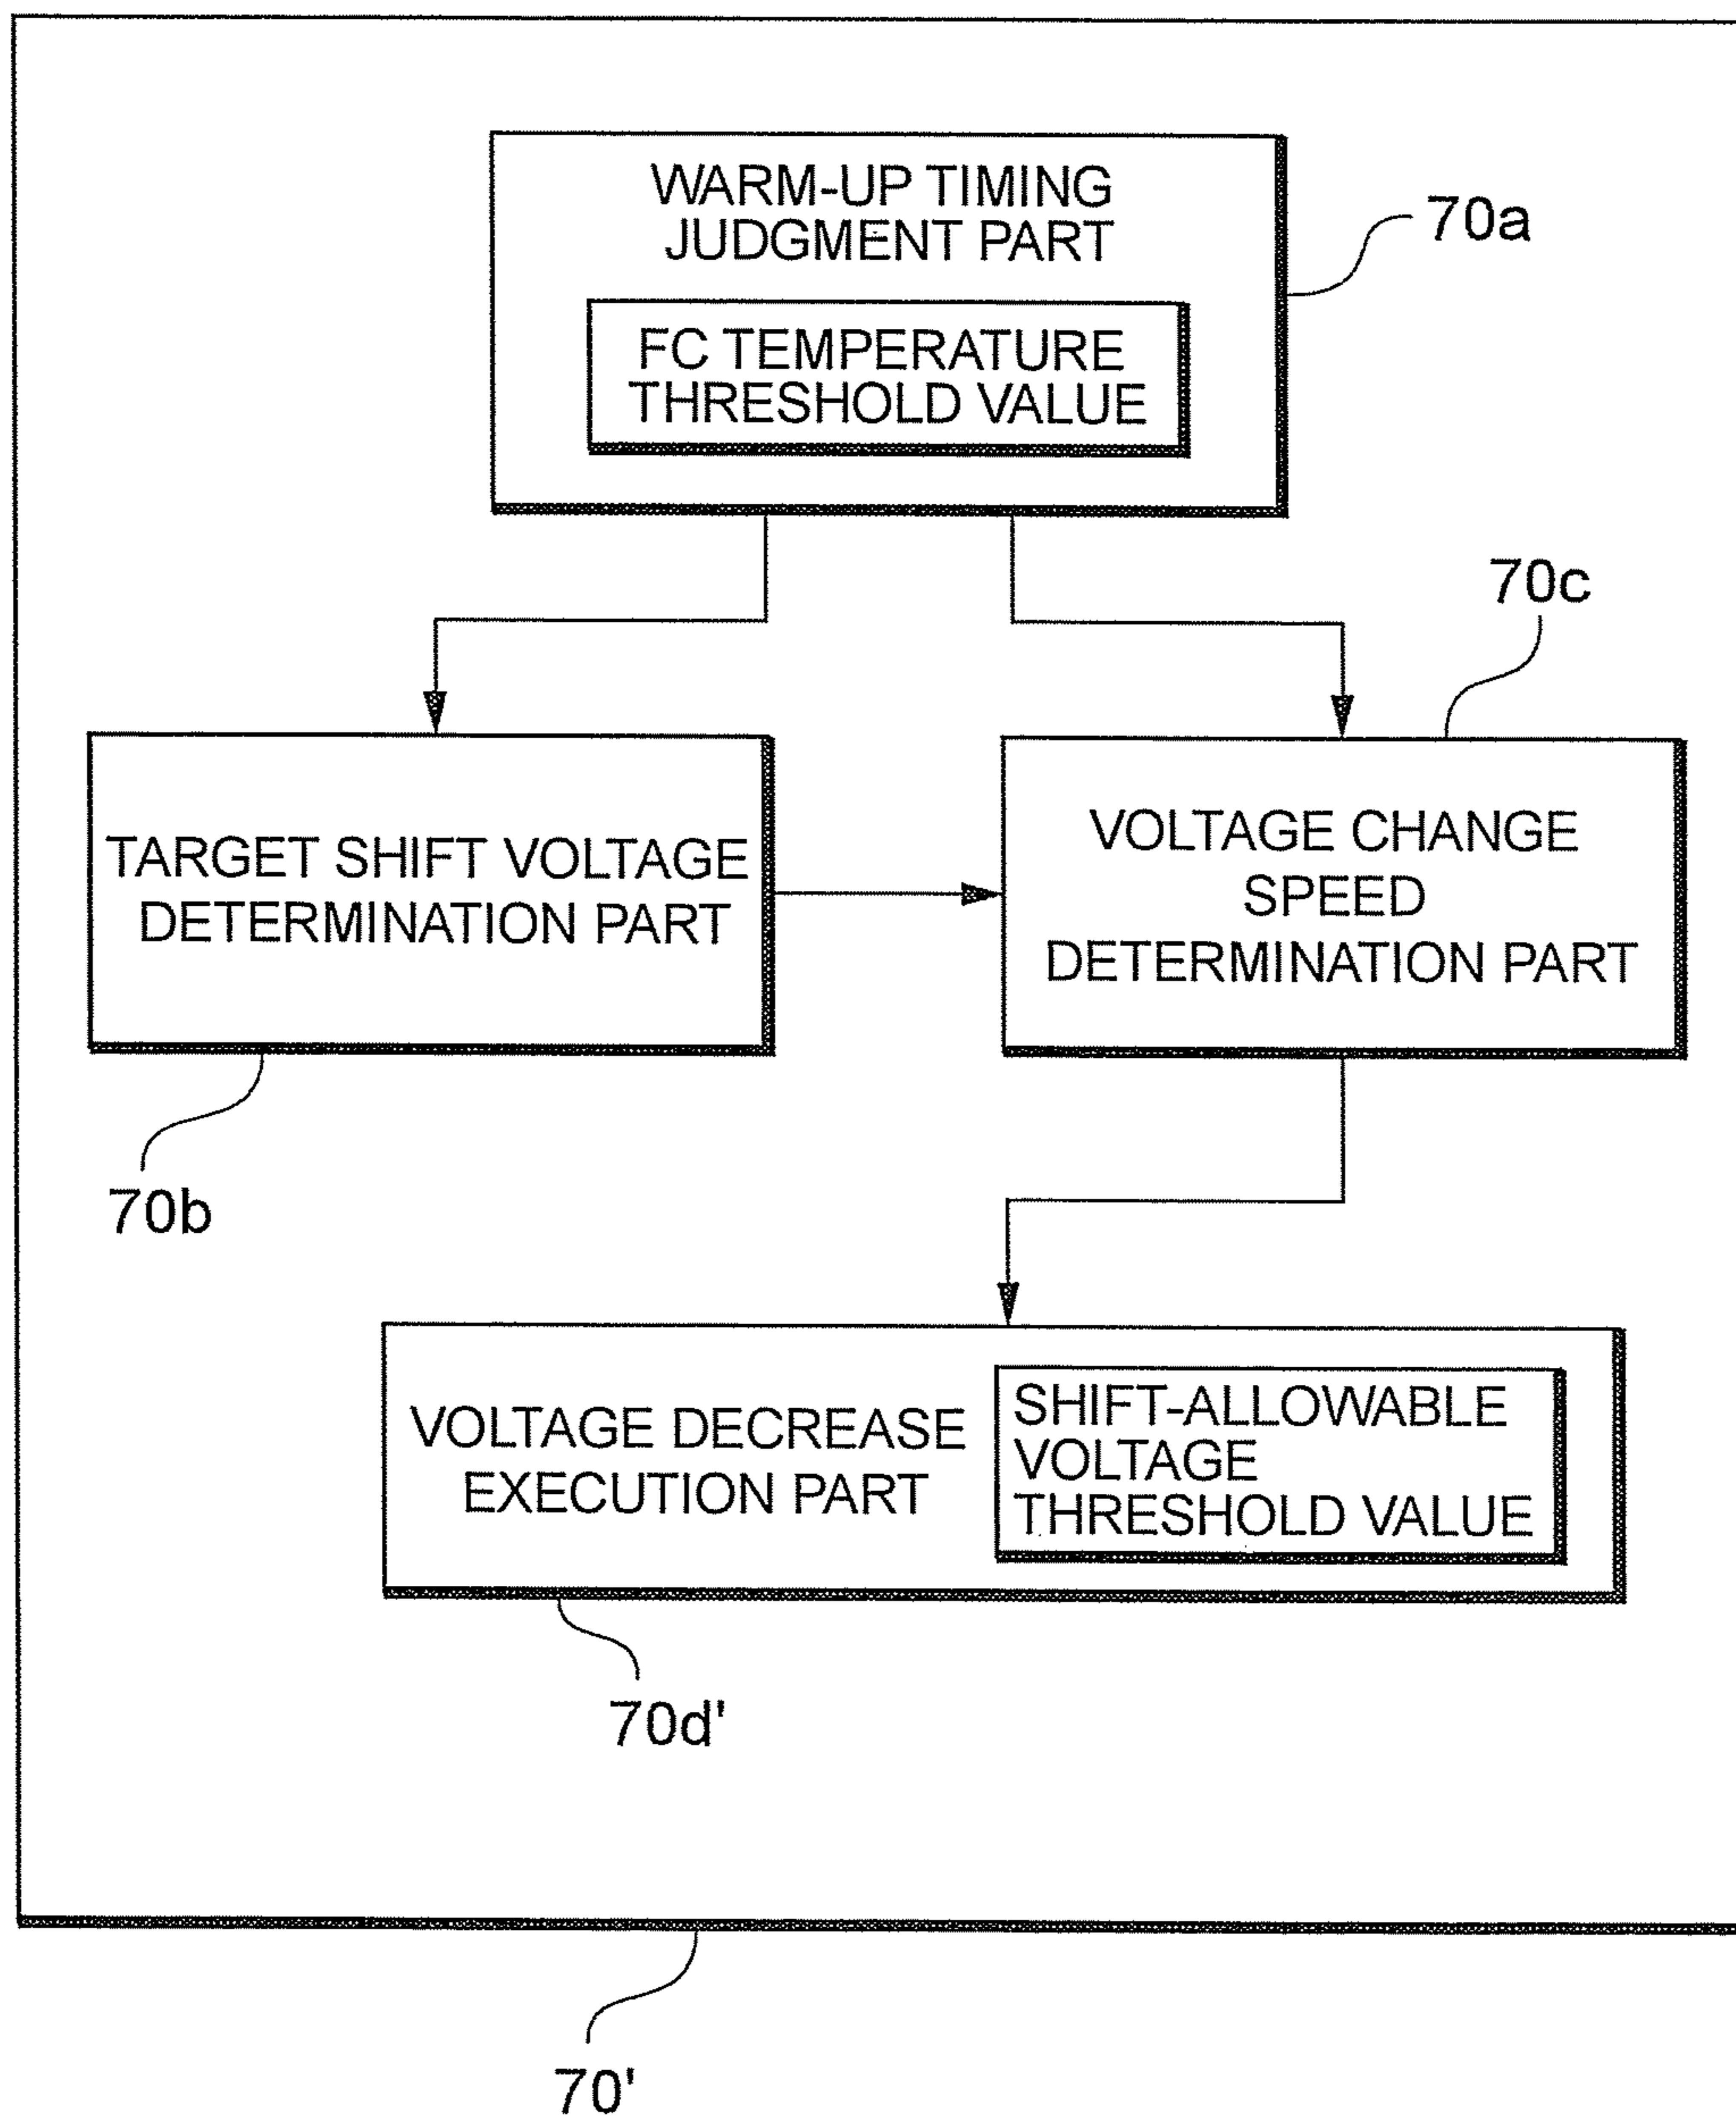 WARM-UP TIMING
JUDGMENT PART
70a
FC TEMPERATURE
THRESHOLD VALUE
70c
TARGET SHIFT VOLTAGE
DETERMINATION PART
VOLTAGE CHANGE
SPEED
DETERMINATION PART
70b
VOLTAGE DECREASE
EXECUTION PART
SHIFT-ALLOWABLE
VOLTAGE
THRESHOLD VALUE
70d'
70'